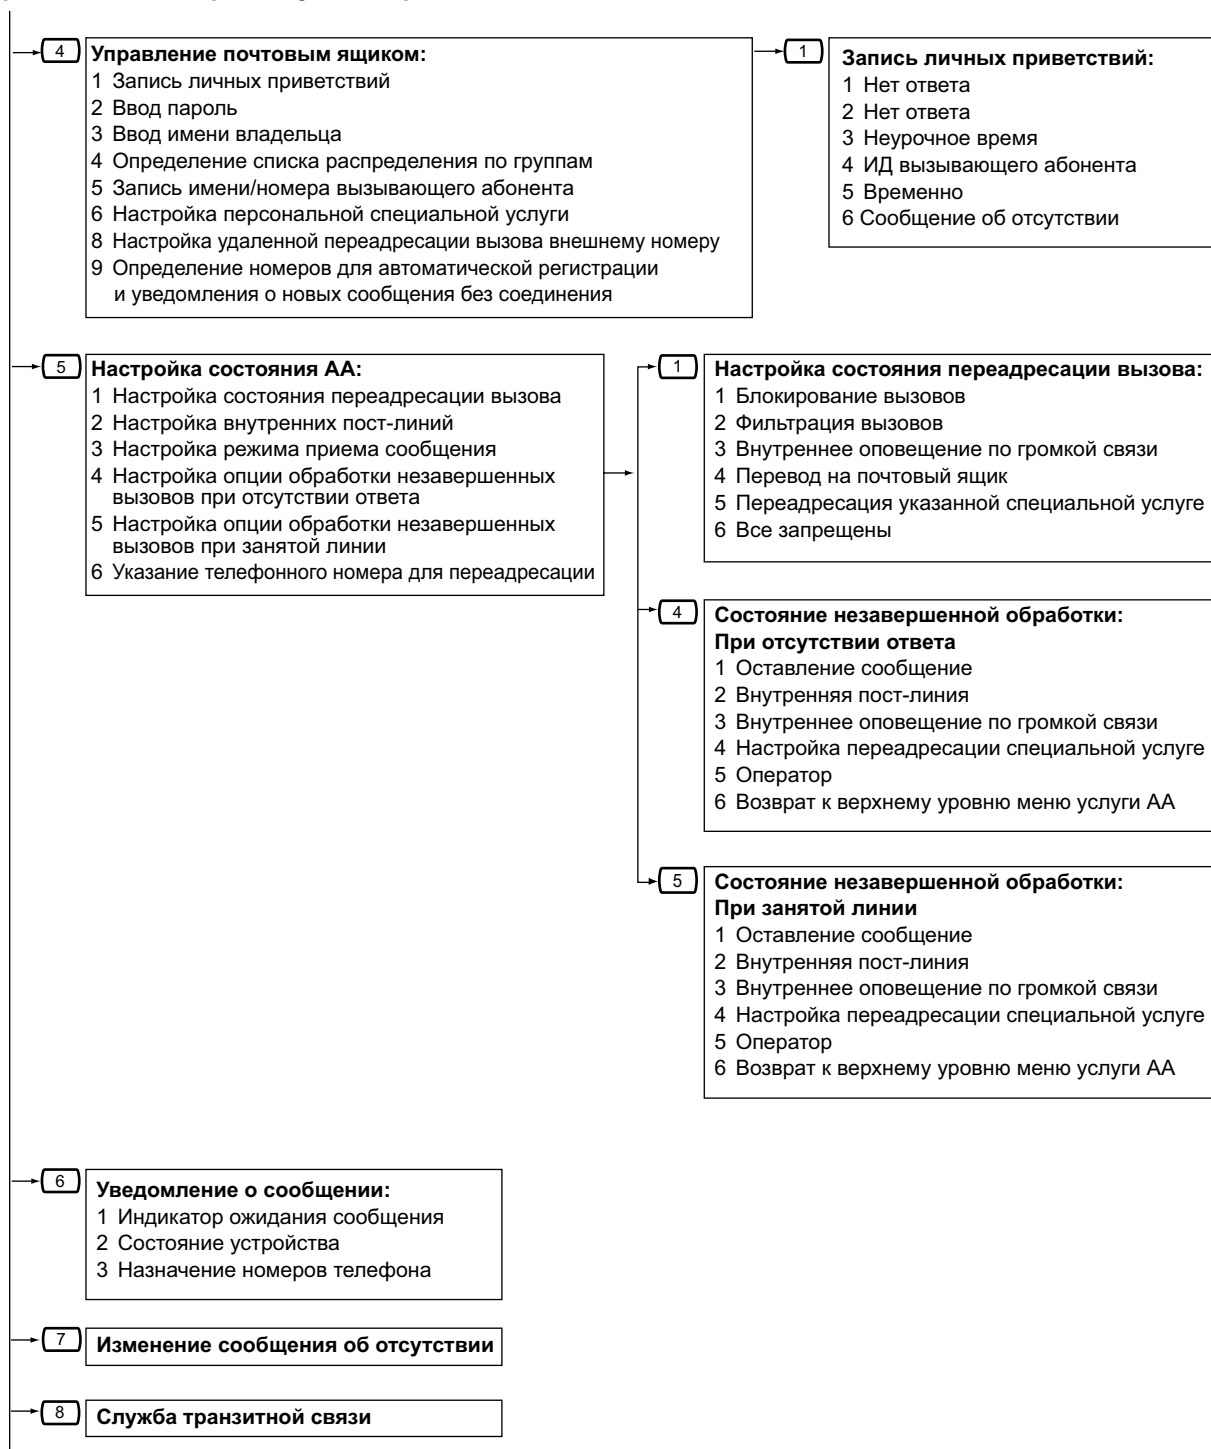 4
Управление почтовым ящиком:
1 Запись личных приветствий
2 Ввод пароль
3 Ввод имени владельца
4 Определение списка распределения по группам
5 Запись имени/номера вызывающего абонента
6 Настройка персональной специальной услуги
8 Настройка удаленной переадресации вызова внешнему номеру
9 Определение номеров для автоматической регистрации
и уведомления о новых сообщения без соединения
1
Запись личных приветствий:
1 Нет ответа
2 Нет ответа
3 Неурочное время
4 ИД вызывающего абонента
5 Временно
6 Сообщение об отсутствии
5
Настройка состояния АА:
1 Настройка состояния переадресации вызова
2 Настройка внутренних пост-линий
3 Настройка режима приема сообщения
4 Настройка опции обработки незавершенных
вызовов при отсутствии ответа
5 Настройка опции обработки незавершенных
вызовов при занятой линии
6 Указание телефонного номера для переадресации
1
Настройка состояния переадресации вызова:
1 Блокирование вызовов
2 Фильтрация вызовов
3 Внутреннее оповещение по громкой связи
4 Перевод на почтовый ящик
5 Переадресация указанной специальной услуге
6 Все запрещены
4
Состояние незавершенной обработки:
При отсутствии ответа
1 Оставление сообщение
2 Внутренняя пост-линия
3 Внутреннее оповещение по громкой связи
4 Настройка переадресации специальной услуге
5 Оператор
6 Возврат к верхнему уровню меню услуги АА
5
Состояние незавершенной обработки:
При занятой линии
1 Оставление сообщение
2 Внутренняя пост-линия
3 Внутреннее оповещение по громкой связи
4 Настройка переадресации специальной услуге
5 Оператор
6 Возврат к верхнему уровню меню услуги АА
6
Уведомление о сообщении:
1 Индикатор ожидания сообщения
2 Состояние устройства
3 Назначение номеров телефона
7
Изменение сообщения об отсутствии
8
Служба транзитной связи